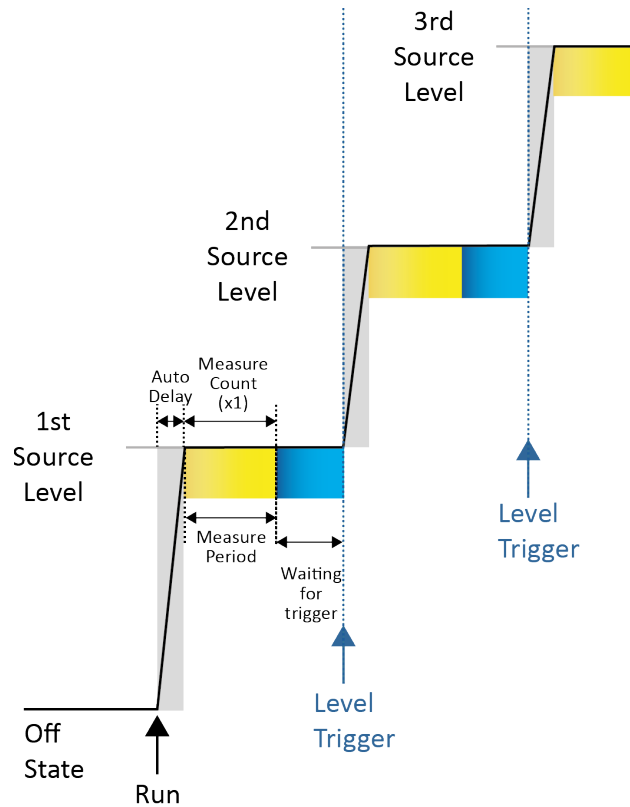 3rd
Source
Level
2nd
Source
Level
Auto
Delay
Measure
Count
(x1)
1st
Source
Level
Measure
Period
Waiting
for
trigger
Level
Trigger
Level
Trigger
Off
State
Run